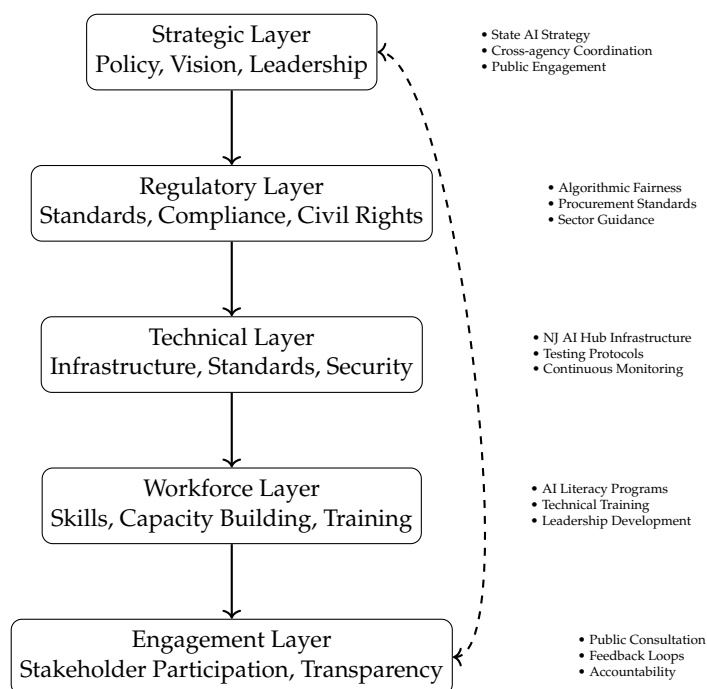 Strategic Layer
Policy, Vision, Leadership
• State AI Strategy
• Cross-agency Coordination
• Public Engagement
Regulatory Layer
Standards, Compliance, Civil Rights
• Algorithmic Fairness
• Procurement Standards
• Sector Guidance
Technical Layer
Infrastructure, Standards, Security
• NJ AI Hub Infrastructure
• Testing Protocols
• Continuous Monitoring
Workforce Layer
Skills, Capacity Building, Training
• AI Literacy Programs
• Technical Training
• Leadership Development
Engagement Layer
Stakeholder Participation, Transparency
• Public Consultation
• Feedback Loops
• Accountability